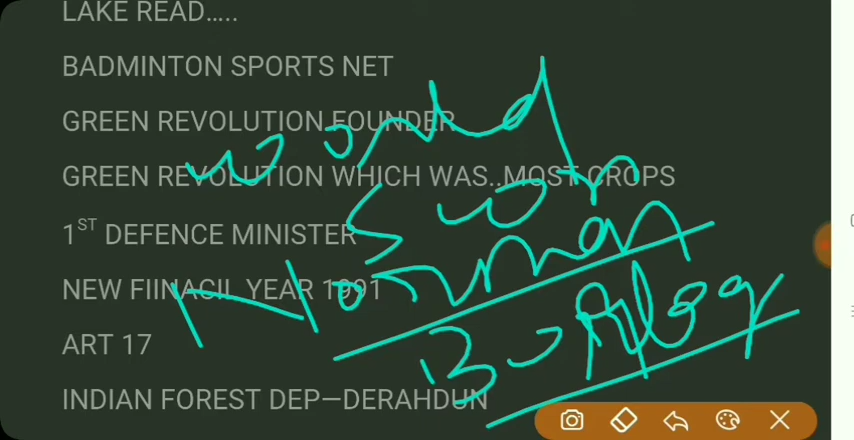 LAKE READ.....
BADMINTON SPORTS NET
GREEN REVOLUTION FOUNDER
GREEN REVOLUTION WHICH WAS..MOST CROPS
1ST DEFENCE MINISTER
NEW FIINACIL YEAR 1991
ART 17
INDIAN FOREST DEP—DERAHDUN
World
Norman